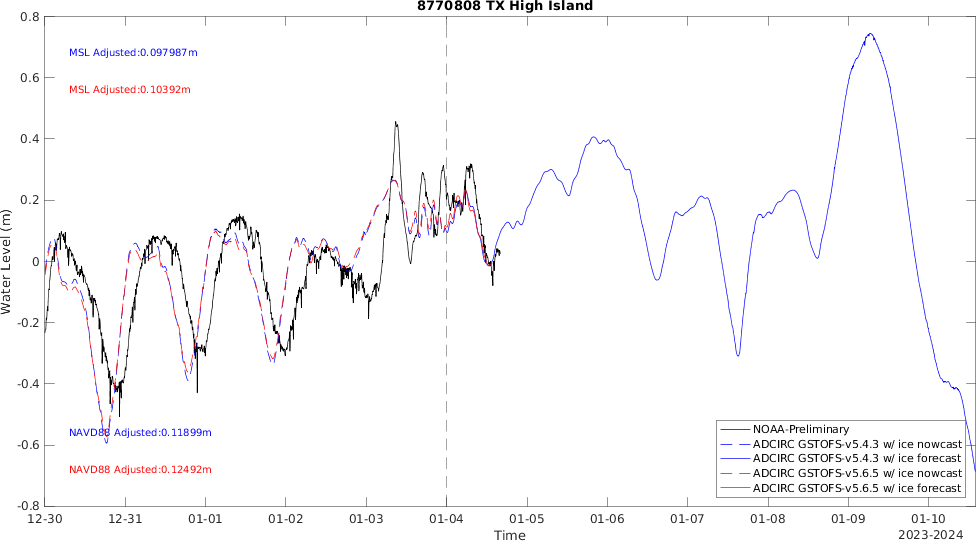 8770808 TX High Island
0.8
0.6
0.4
0.2
0
-0.2
-0.4
-0.6
-0.8
Water Level (m)
MSL Adjusted:0.097987m
MSL Adjusted:0.10392m
NAVD88 Adjusted:0.11899m
NAVD88 Adjusted:0.12492m
NOAA-Preliminary
ADCIRC GSTOFS-v5.4.3 w/ ice nowcast
ADCIRC GSTOFS-v5.4.3 w/ ice forecast
ADCIRC GSTOFS-v5.6.5 w/ ice nowcast
ADCIRC GSTOFS-v5.6.5 w/ ice forecast
12-30 12-31 01-01 01-02 01-03 01-04 01-05 01-06 01-07 01-08 01-09 01-10
2023-2024
Time